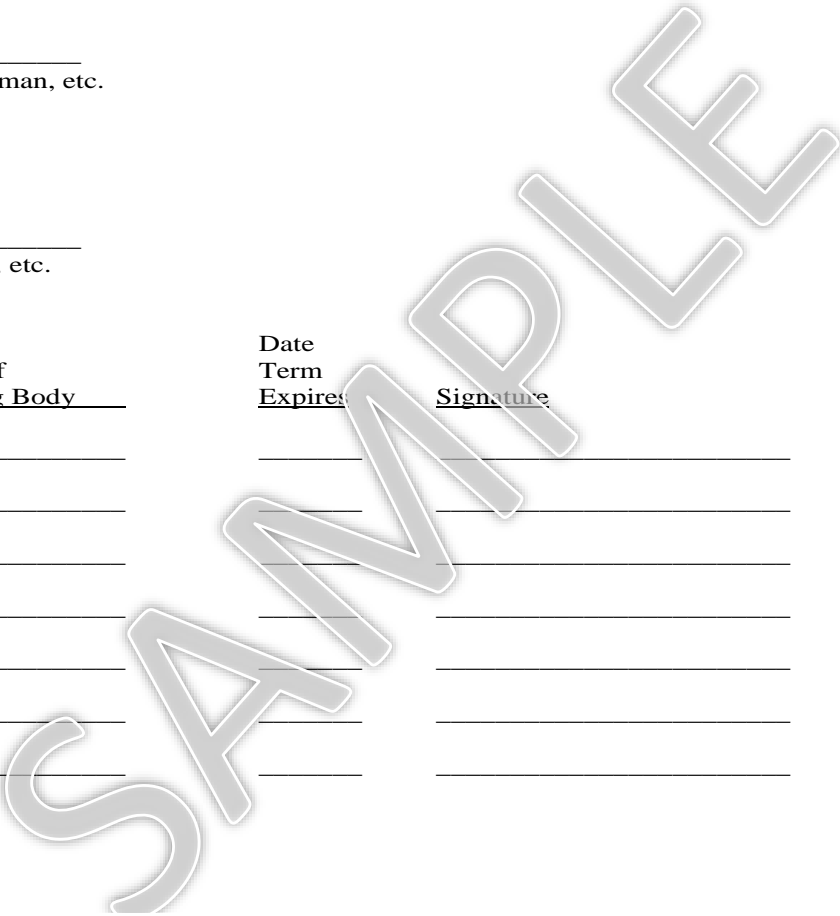 man, etc.
, etc.
Date
f Term
g Body Expires Signature
SAMPLE